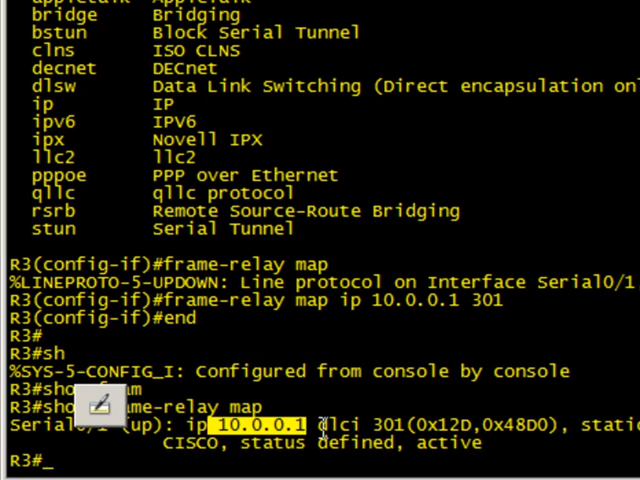 bridge Bridging
bstun Block Serial Tunnel
clns ISO CLNS
decnet DECnet
dlsw Data Link Switching (Direct encapsulation on
ip IP
ipv6 IPV6
ipx Novell IPX
llc2 llc2
pppoe PPP over Ethernet
qllc qllc protocol
rsrb Remote Source-Route Bridging
stun Serial Tunnel
R3(config-if)#frame-relay map
%LINEPROTO-5-UPDOWN: Line protocol on Interface Serial0/1
R3(config-if)#frame-relay map ip 10.0.0.1 301
R3(config-if)#end
R3#
R3#sh
%SYS-5-CONFIG_I: Configured from console by console
R3#sho am
R3#sho me-relay map
Serial0/1 (up): ip 10.0.0.1 dlci 301(0x12D,0x48D0), static
CISCO, status defined, active
R3#_